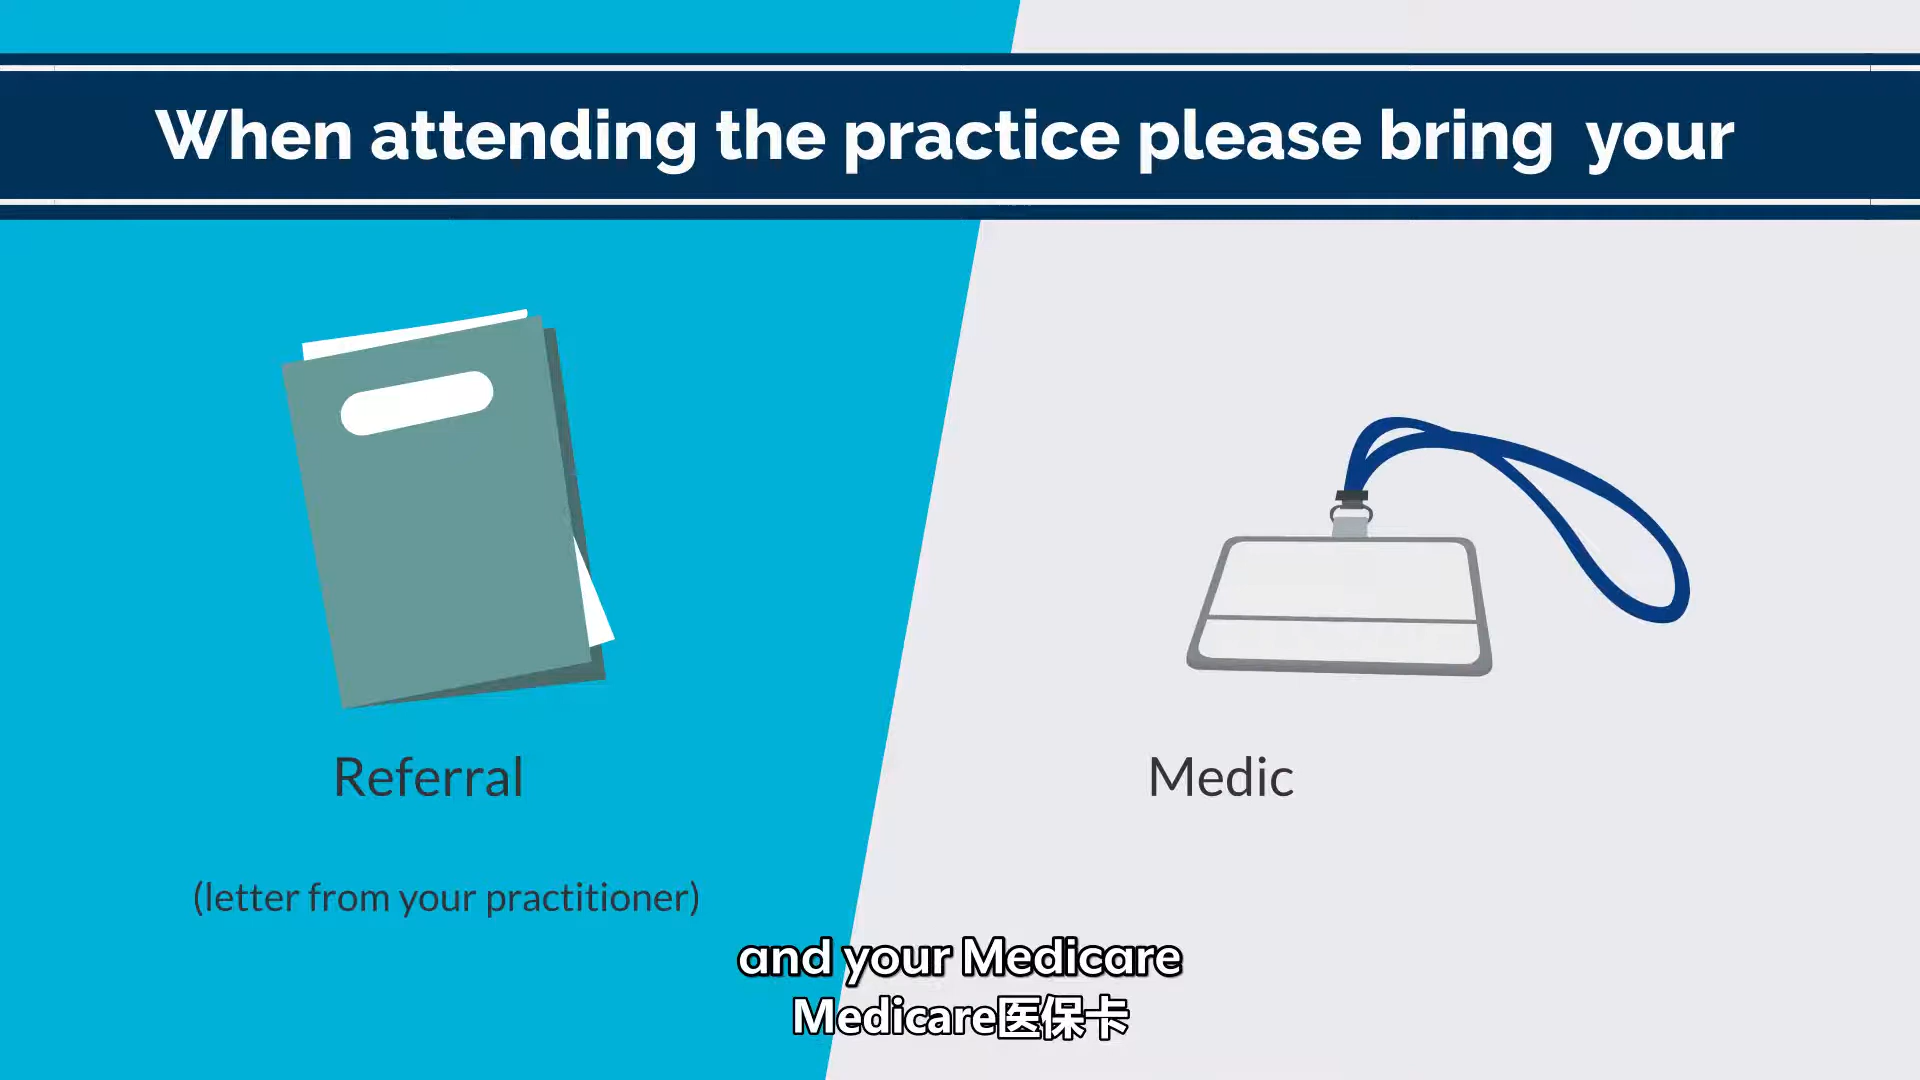 When attending the practice please bring your
Referral
(letter from your practitioner)
Medic
and your Medicare
Medicare医保卡